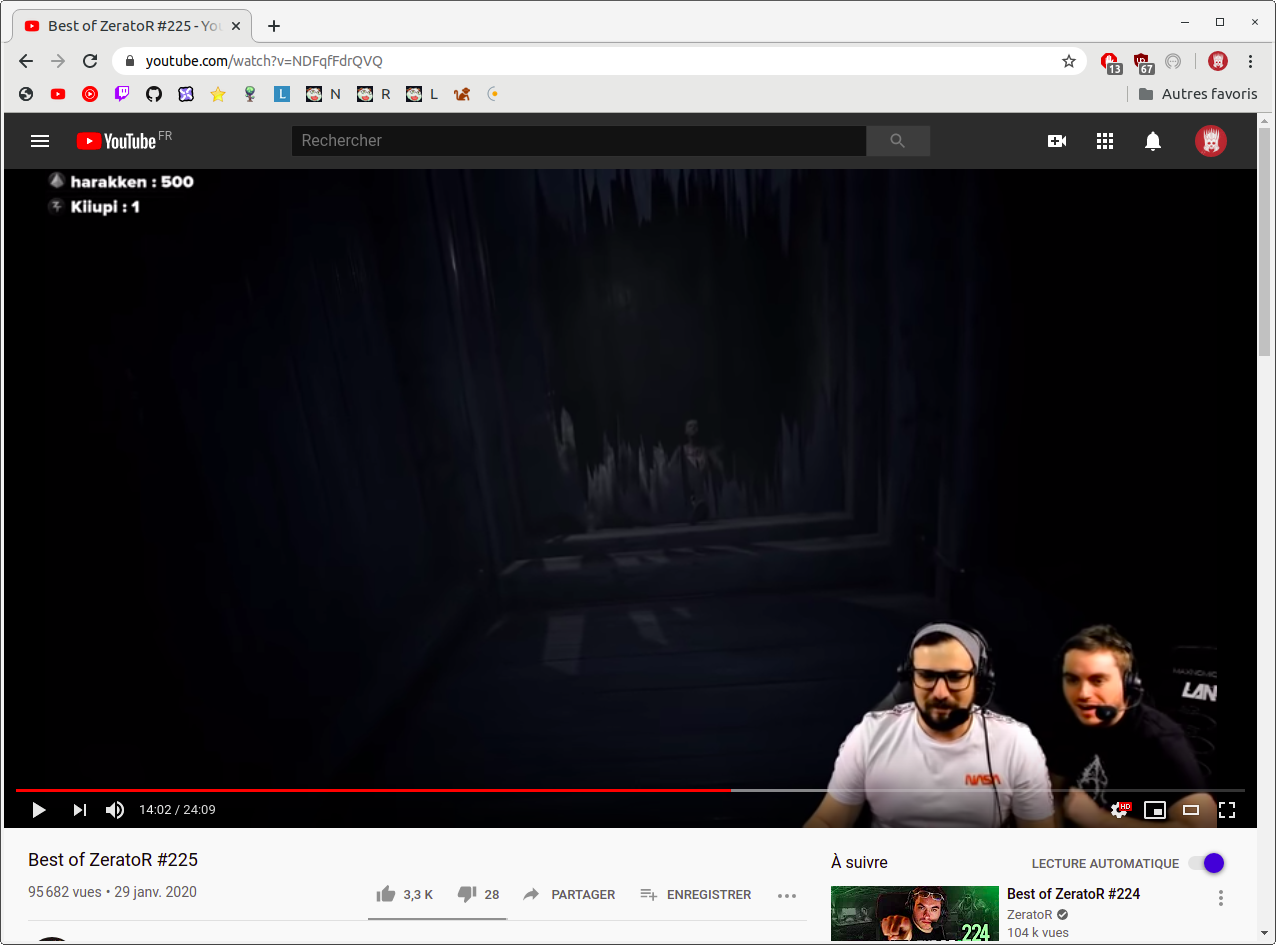 Best of ZeratoR #225 - You
youtube.com/watch?v=NDFqfFdrQVQ
13
67
L
N
R
L
Autres favoris
YouTube FR
Rechercher
harakken : 500
Kiiupi : 1
LAN
NASA
14:02 / 24:09
HD
Best of ZeratoR #225
95 682 vues • 29 janv. 2020
3,3 K
28
PARTAGER
ENREGISTRER
À suivre
LECTURE AUTOMATIQUE
224
Best of ZeratoR #224
ZeratoR
104 k vues